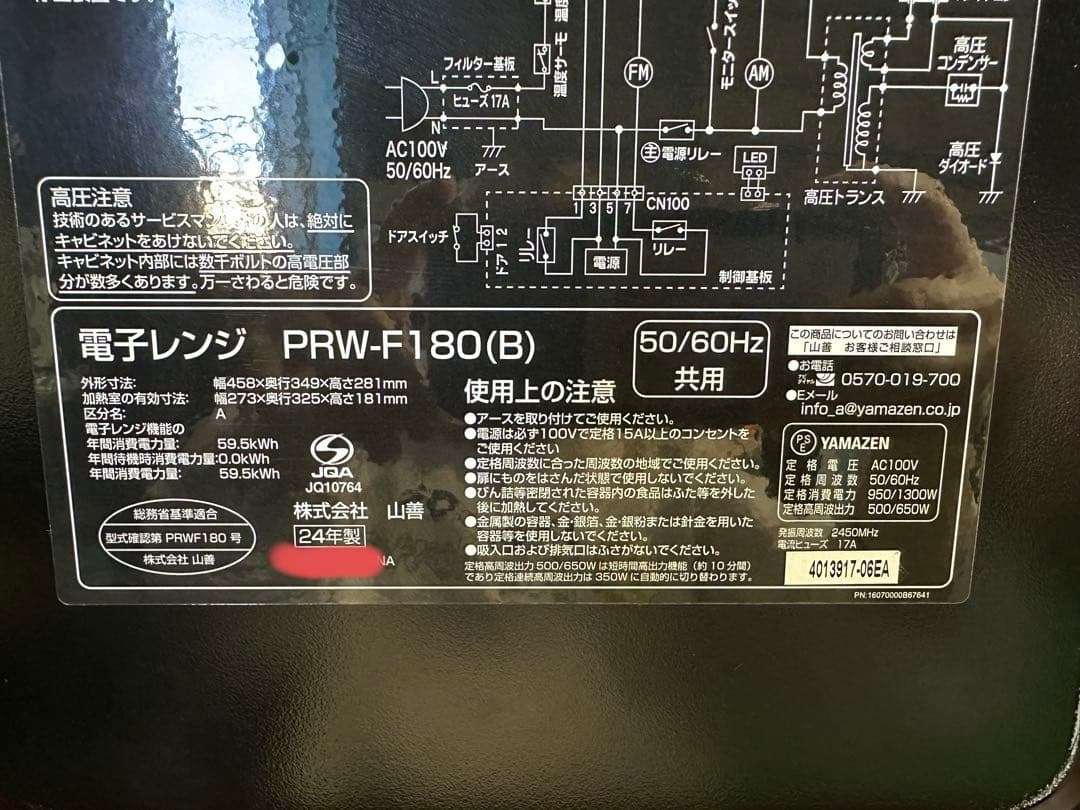 フィルター基板
L
ヒューズ17A
N
AC100V
50/60Hz
アース
温度サーモ
FM
AM
主 電源リレー
LED
高圧
コンデンサー
高圧
ダイオード
高圧トランス
CN100
1 3 5 7
ドアスイッチ
ドア12
リレー
電源
リレー
制御基板
高圧注意
キャビネットをあけないでください。
キャビネット内部には数千ボルトの高電圧部
分が数多くあります。万一さわると危険です。
電子レンジ PRW-F180(B)
50/60Hz
共用
外形寸法: 幅458×奥行349×高さ281mm
加熱室の有効寸法: 幅273×奥行325×高さ181mm
区分名: A
電子レンジ機能の
年間消費電力量: 59.5kWh
年間待機時消費電力量:0.0kWh
年間消費電力量: 59.5kWh
JQA
JQ10764
株式会社 山善
24年製
NA
総務省基準適合
型式確認第 PRWF180 号
株式会社 山善
使用上の注意
●アースを取り付けてご使用ください。
●電源は必ず100Vで定格15A以上のコンセントを
ご使用ください
●定格周波数に合った周波数の地域でご使用ください。
●扉にものをはさんだ状態で使用しないでください。
●びん詰等密閉された容器内の食品はふた等を外した
後に加熱してください。
●金属製の容器、金・銀箔、金・銀粉または針金を用いた
容器等を使用しないでください。
●吸入口および排気口はふさがないでください。
定格高周波出力 500/650Wは短時間高出力機能（約10分間）
であり定格連続高周波出力は350Wに自動的に切り替わります。
この商品についてのお問い合わせは
「山善 お客様ご相談窓口」
●お電話
ナビダイヤル 0570-019-700
●Eメール
info_a@yamazen.co.jp
PSE YAMAZEN
定格電圧 AC100V
定格周波数 50/60Hz
定格消費電力 950/1300W
定格高周波出力 500/650W
発振周波数 2450MHz
電流ヒューズ 17A
4013917-06EA
PN:16070000B67641